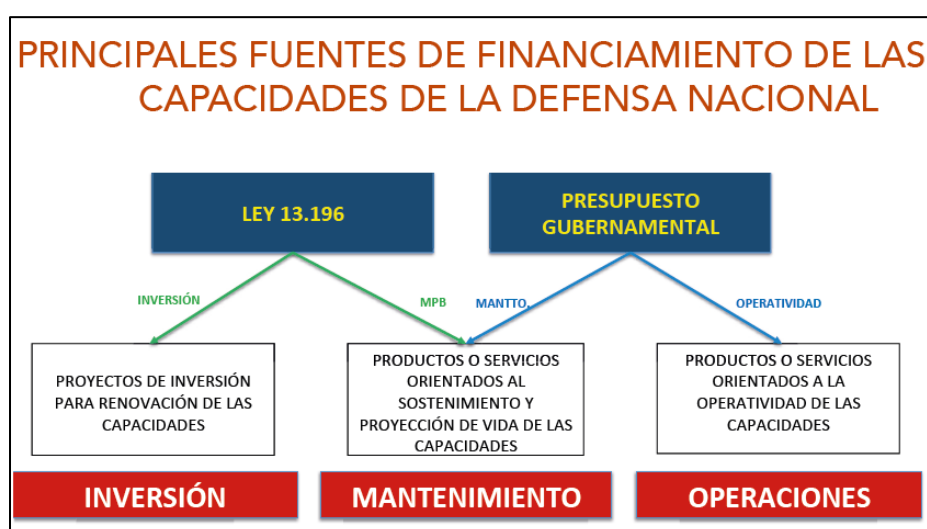 PRINCIPALES FUENTES DE FINANCIAMIENTO DE LAS
CAPACIDADES DE LA DEFENSA NACIONAL
LEY 13.196
PRESUPUESTO
GUBERNAMENTAL
INVERSIÓN
MPB
MANTTO.
OPERATIVIDAD
PROYECTOS DE INVERSIÓN
PARA RENOVACIÓN DE LAS
CAPACIDADES
PRODUCTOS O SERVICIOS
ORIENTADOS AL
SOSTENIMIENTO Y
PROYECCIÓN DE VIDA DE LAS
CAPACIDADES
PRODUCTOS O SERVICIOS
ORIENTADOS A LA
OPERATIVIDAD DE LAS
CAPACIDADES
INVERSIÓN
MANTENIMIENTO
OPERACIONES